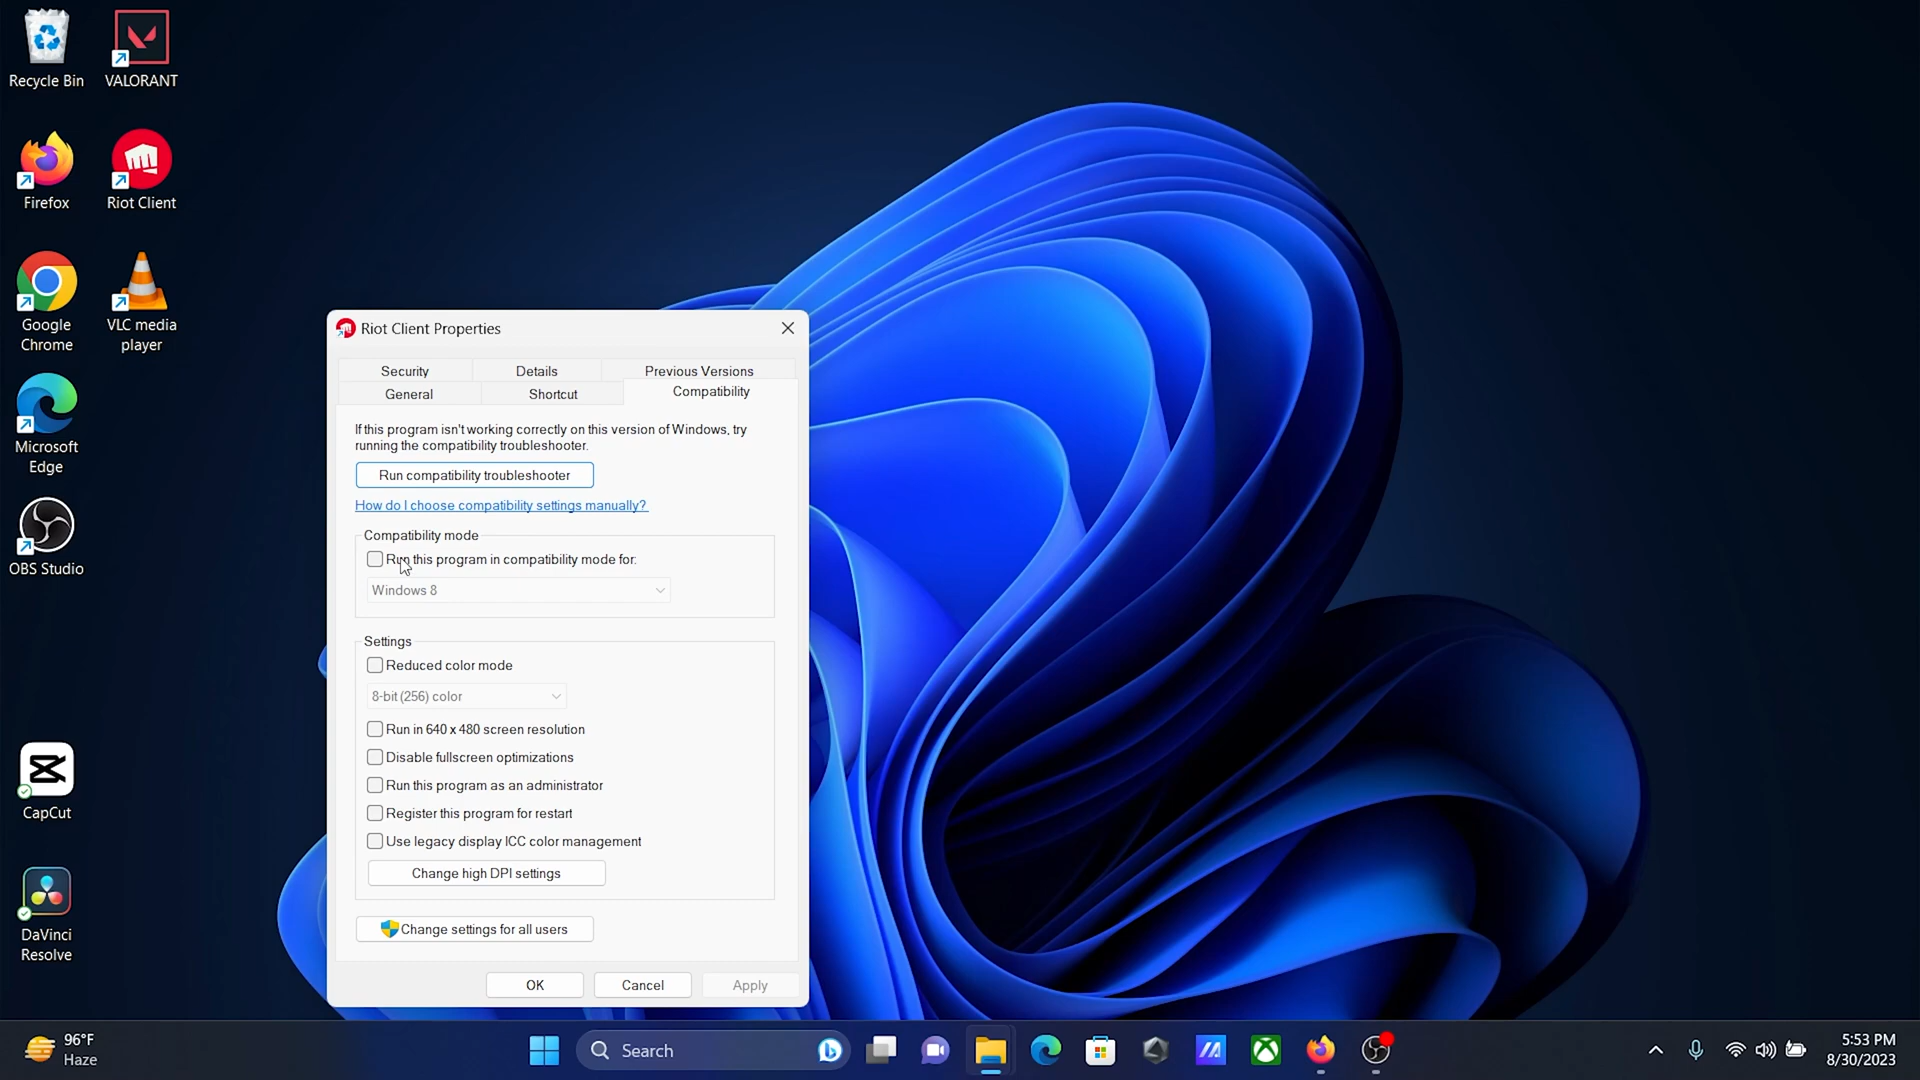 Recycle Bin
VALORANT
Firefox
Riot Client
Google
Chrome
VLC media
player
Microsoft
Edge
OBS Studio
CapCut
DaVinci
Resolve
Riot Client Properties
Security
Details
Previous Versions
General
Shortcut
Compatibility
If this program isn't working correctly on this version of Windows, try
running the compatibility troubleshooter.
Run compatibility troubleshooter
How do I choose compatibility settings manually?
Compatibility mode
Run this program in compatibility mode for:
Windows 8
Settings
Reduced color mode
8-bit (256) color
Run in 640 x 480 screen resolution
Disable fullscreen optimizations
Run this program as an administrator
Register this program for restart
Use legacy display ICC color management
Change high DPI settings
Change settings for all users
OK
Cancel
Apply
96°F
Haze
Search
5:53 PM
8/30/2023